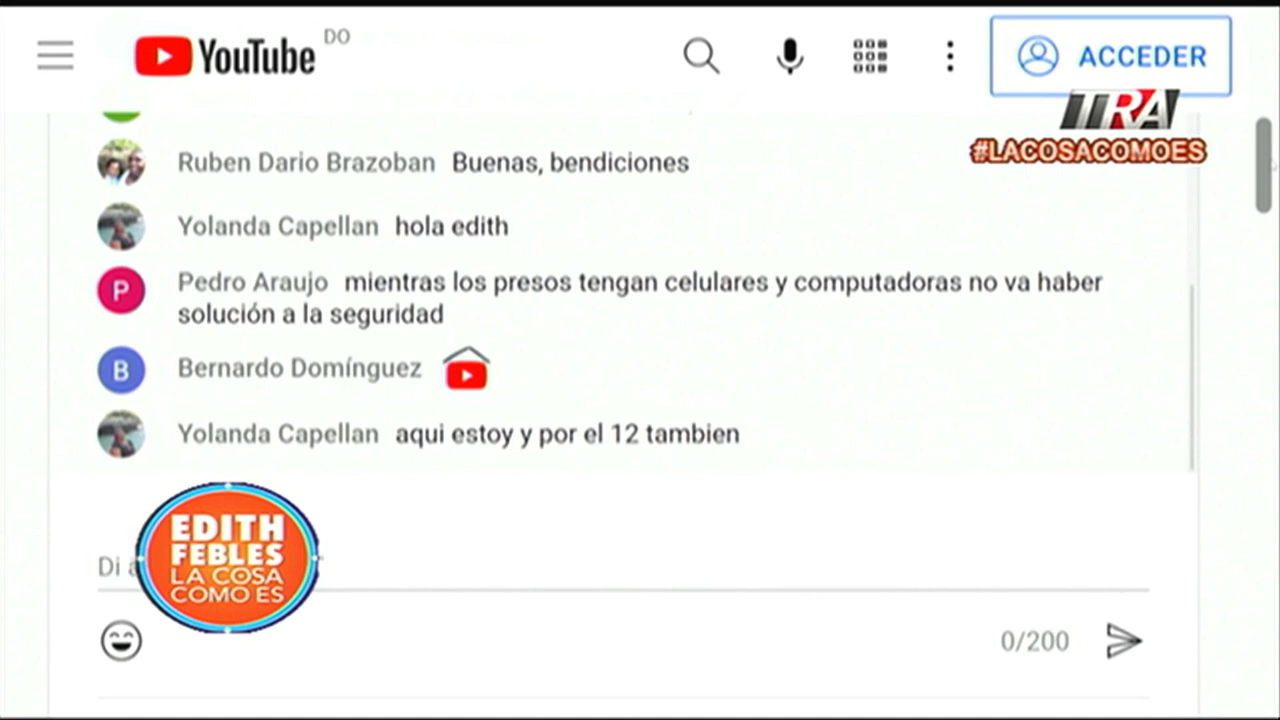 YouTube DO
ACCEDER
TRA
#LACOSACOMOES
Ruben Dario Brazoban Buenas, bendiciones
Yolanda Capellan hola edith
P Pedro Araujo mientras los presos tengan celulares y computadoras no va haber
solución a la seguridad
B Bernardo Domínguez
Yolanda Capellan aqui estoy y por el 12 tambien
EDITH
FEBLES
LA COSA
COMO ES
Di
0/200